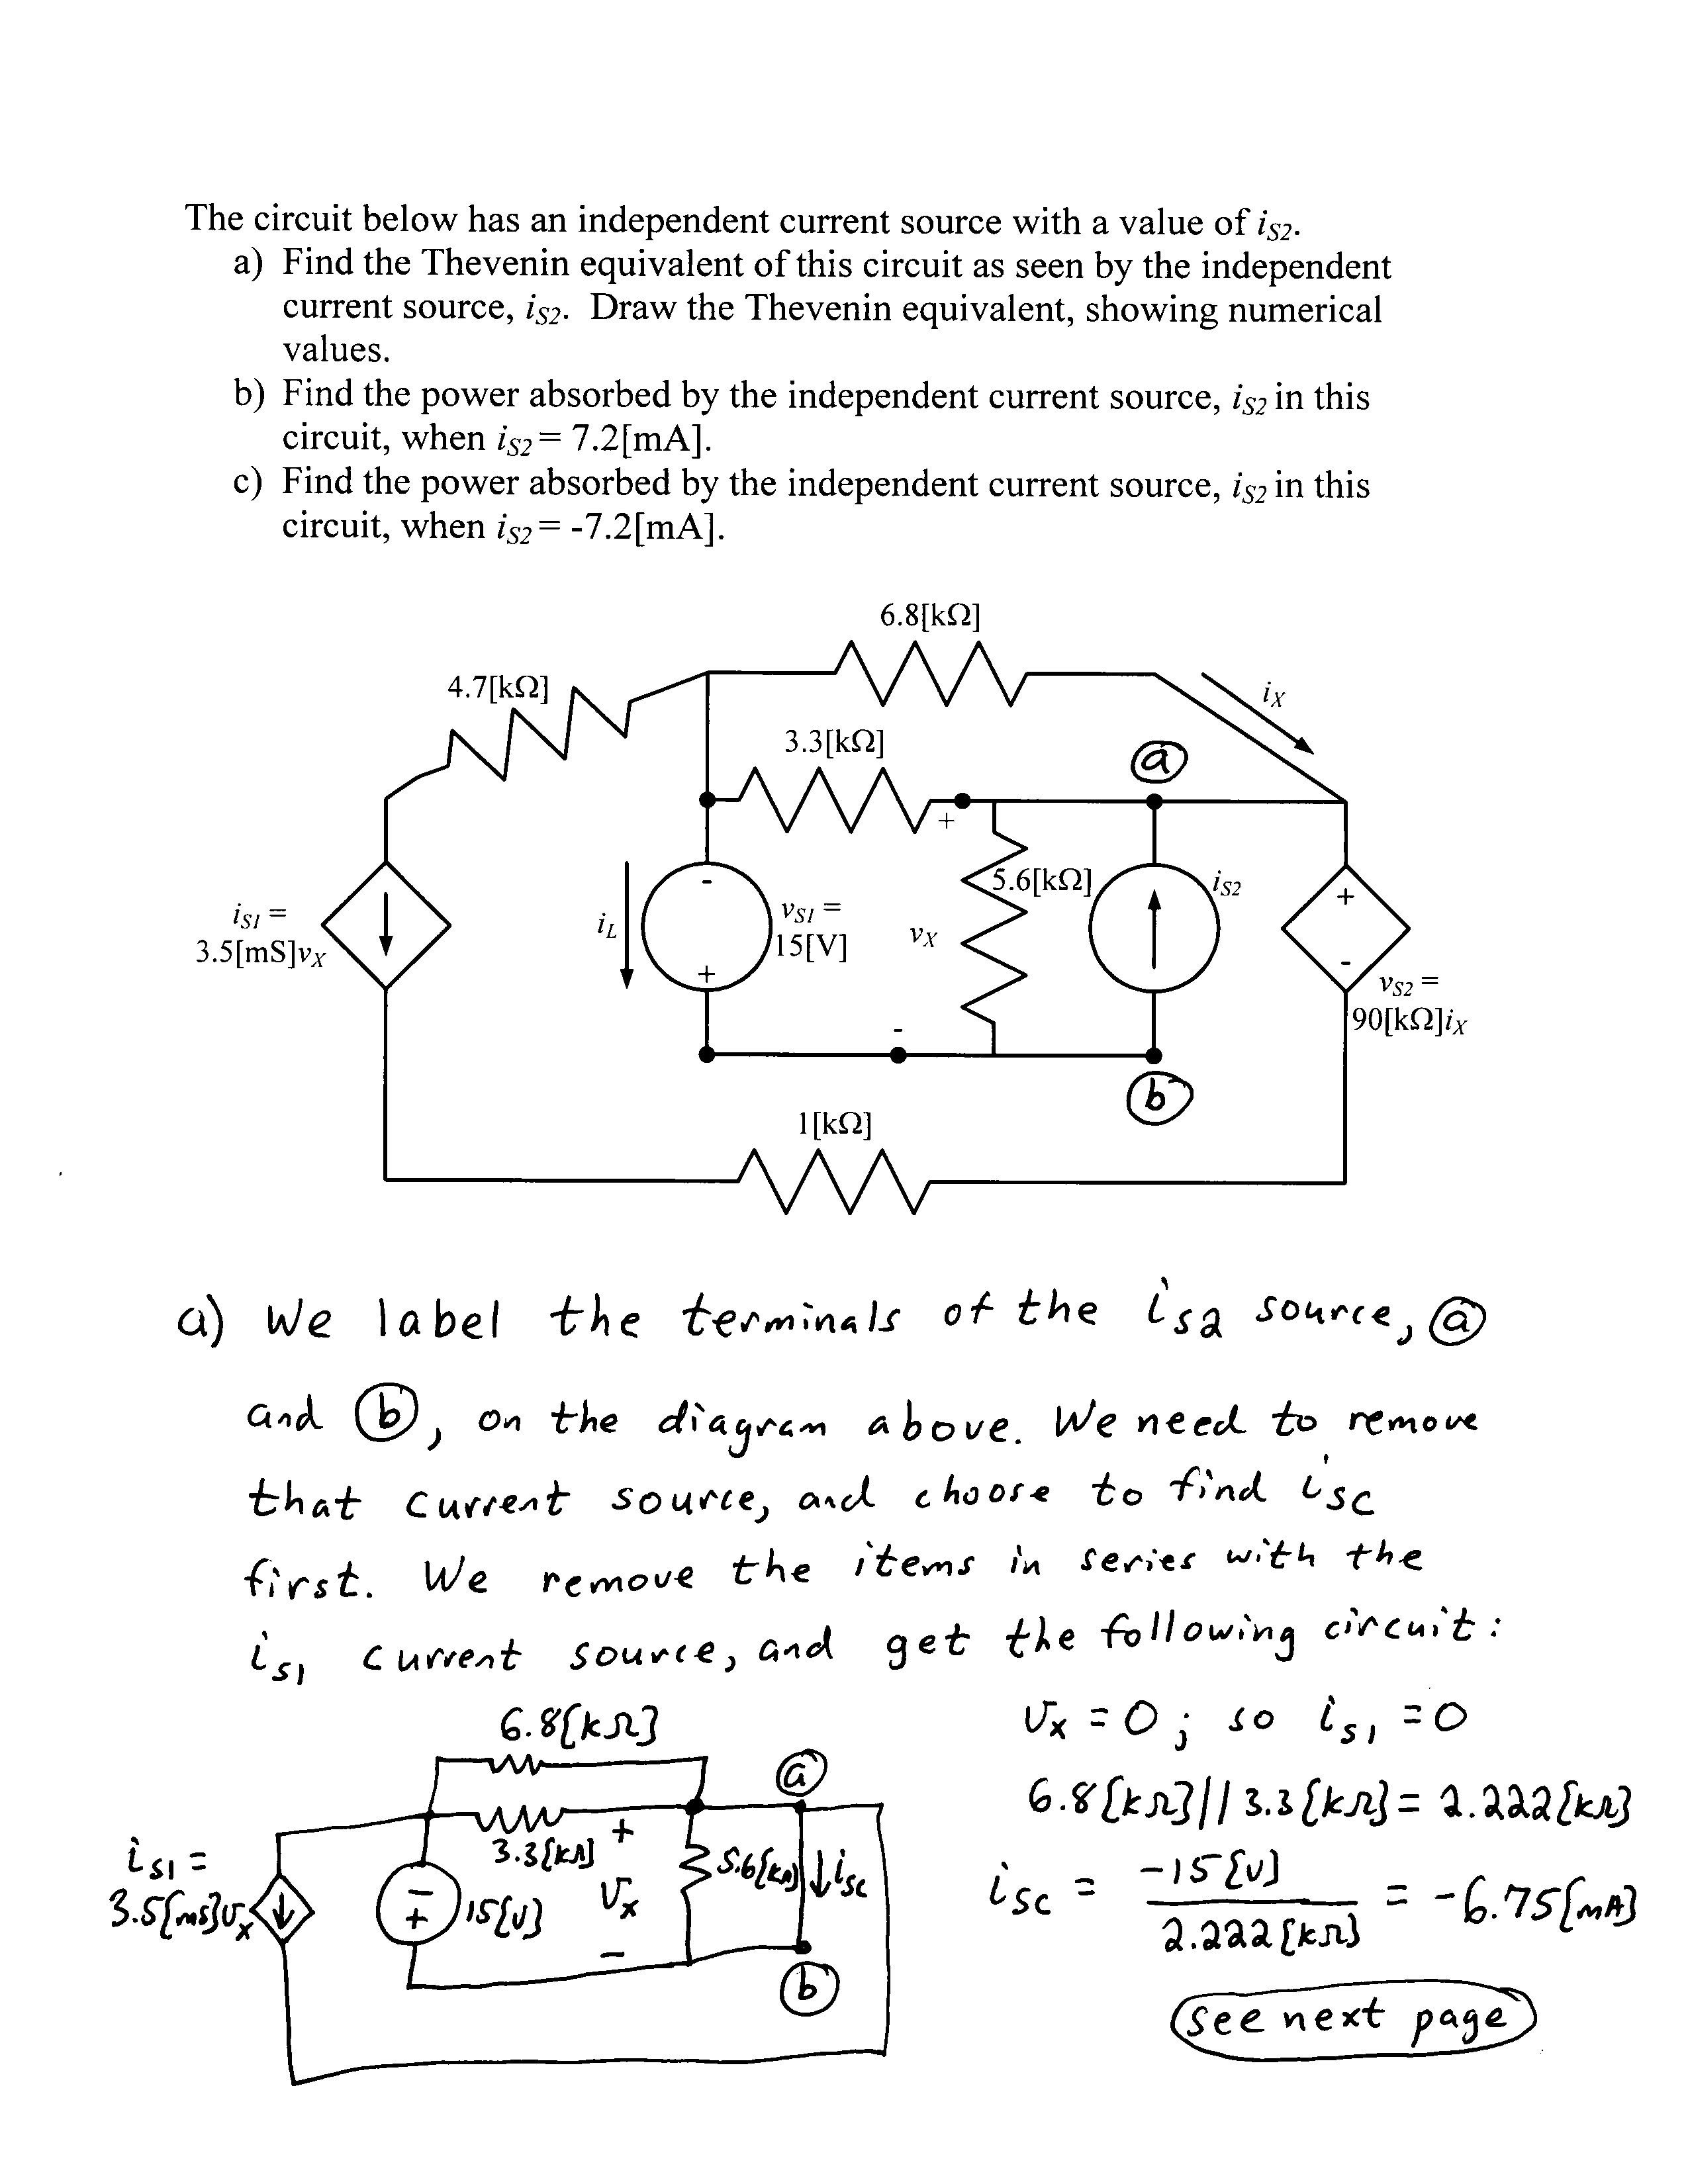 The circuit below has an independent current source with a value of iS2.
a) Find the Thevenin equivalent of this circuit as seen by the independent
current source, iS2. Draw the Thevenin equivalent, showing numerical
values.
b) Find the power absorbed by the independent current source, iS2 in this
circuit, when iS2 = 7.2[mA].
c) Find the power absorbed by the independent current source, iS2 in this
circuit, when iS2 = -7.2[mA].
6.8[kΩ]
4.7[kΩ]
iX
3.3[kΩ]
a
+
-
5.6[kΩ]
iS2
+
iS1 =
3.5[mS]vX
iL
vS1 =
15[V]
vX
+
-
vS2 =
90[kΩ]iX
-
b
1[kΩ]
a) We label the terminals of the iS2 source, a
and b, on the diagram above. We need to remove
that current source, and choose to find iSC
first. We remove the items in series with the
iS1 current source, and get the following circuit:
6.8[kΩ]
vX = 0; so iS1 = 0
a
6.8[kΩ]//3.3[kΩ] = 2.222[kΩ]
3.3[kΩ]
+
iS1 =
3.5[mS]vX
-
+
15[V]
vX
-
5.6[kΩ]
iSC
iSC = -15[V] / 2.222[kΩ] = -6.75[mA]
b
see next page